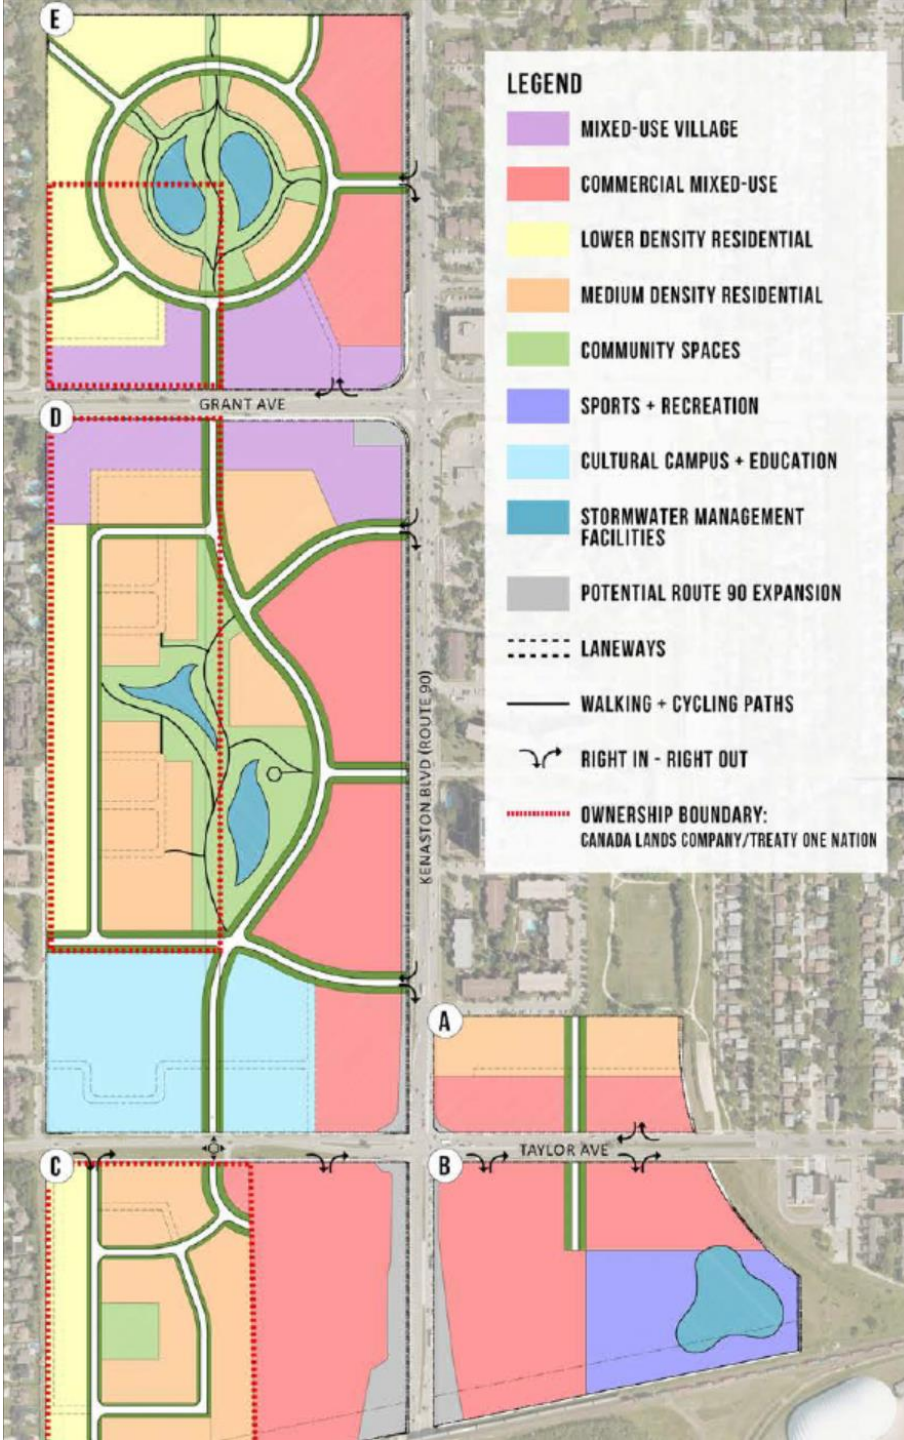 E
LEGEND
MIXED-USE VILLAGE
COMMERCIAL MIXED-USE
LOWER DENSITY RESIDENTIAL
MEDIUM DENSITY RESIDENTIAL
COMMUNITY SPACES
SPORTS + RECREATION
CULTURAL CAMPUS + EDUCATION
STORMWATER MANAGEMENT
FACILITIES
POTENTIAL ROUTE 90 EXPANSION
LANEWAYS
WALKING + CYCLING PATHS
RIGHT IN - RIGHT OUT
OWNERSHIP BOUNDARY:
CANADA LANDS COMPANY/TREATY ONE NATION
GRANT AVE
D
KENASTON BLVD (ROUTE 90)
A
TAYLOR AVE
C
B